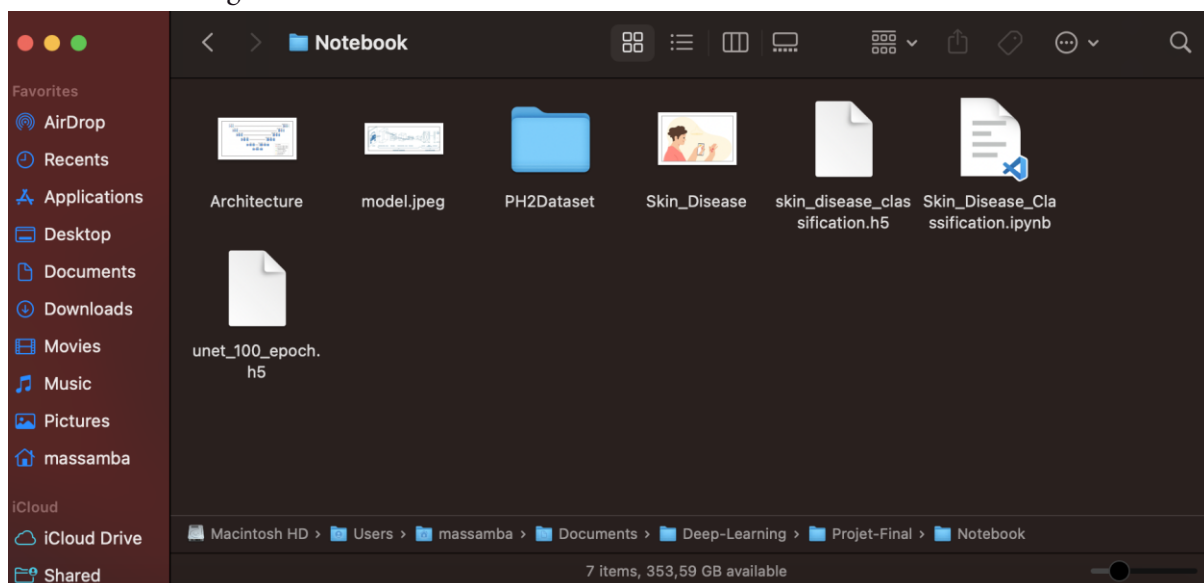 Notebook
Favorites
AirDrop
Recents
Applications
Desktop
Documents
Downloads
Movies
Music
Pictures
massamba
iCloud
iCloud Drive
Shared
Architecture
model.jpeg
PH2Dataset
Skin_Disease
skin_disease_clas
sification.h5
Skin_Disease_Cla
ssification.ipynb
unet_100_epoch.
h5
Macintosh HD > Users > massamba > Documents > Deep-Learning > Projet-Final > Notebook
7 items, 353,59 GB available